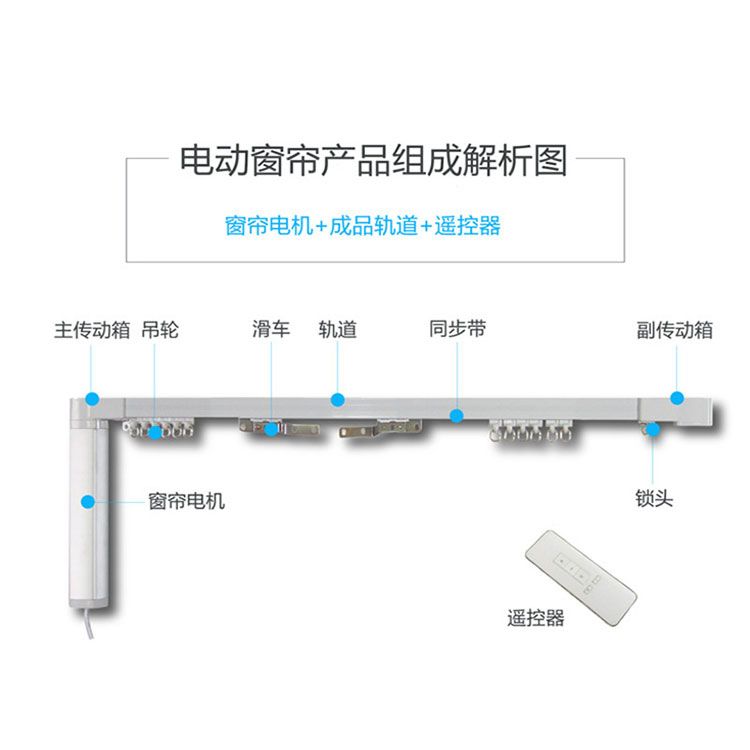 电动窗帘产品组成解析图
窗帘电机+成品轨道+遥控器
主传动箱 吊轮 滑车 轨道 同步带 副传动箱
窗帘电机 锁头
遥控器